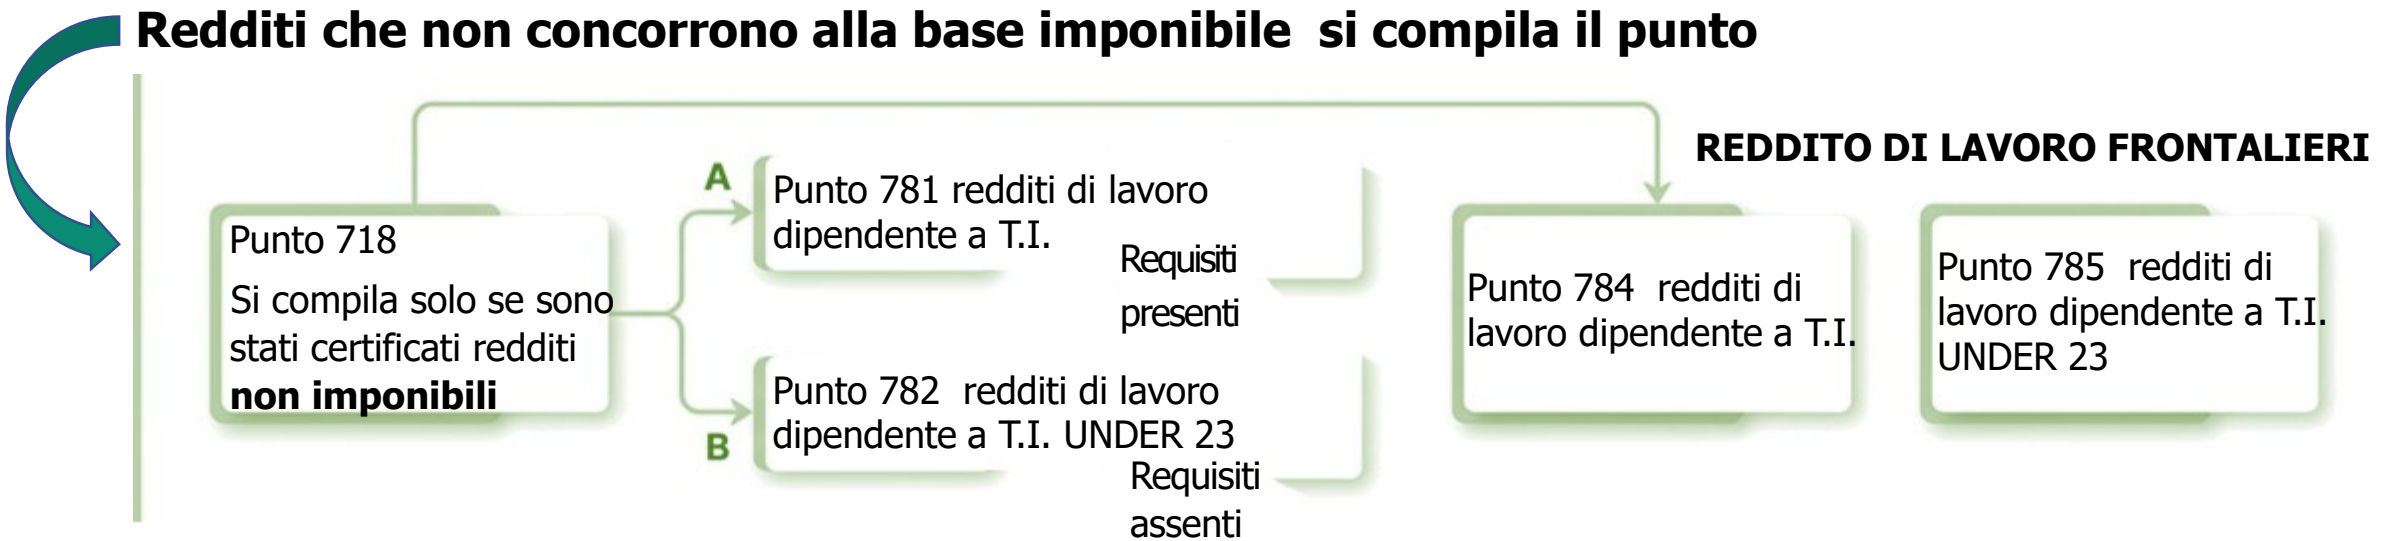 Redditi che non concorrono alla base imponibile si compila il punto
REDDITO DI LAVORO FRONTALIERI
Punto 718
Si compila solo se sono
stati certificati redditi
non imponibili
A
Punto 781 redditi di lavoro
dipendente a T.I.
Requisiti
presenti
B
Punto 782 redditi di lavoro
dipendente a T.I. UNDER 23
Requisiti
assenti
Punto 784 redditi di
lavoro dipendente a T.I.
Punto 785 redditi di
lavoro dipendente a T.I.
UNDER 23